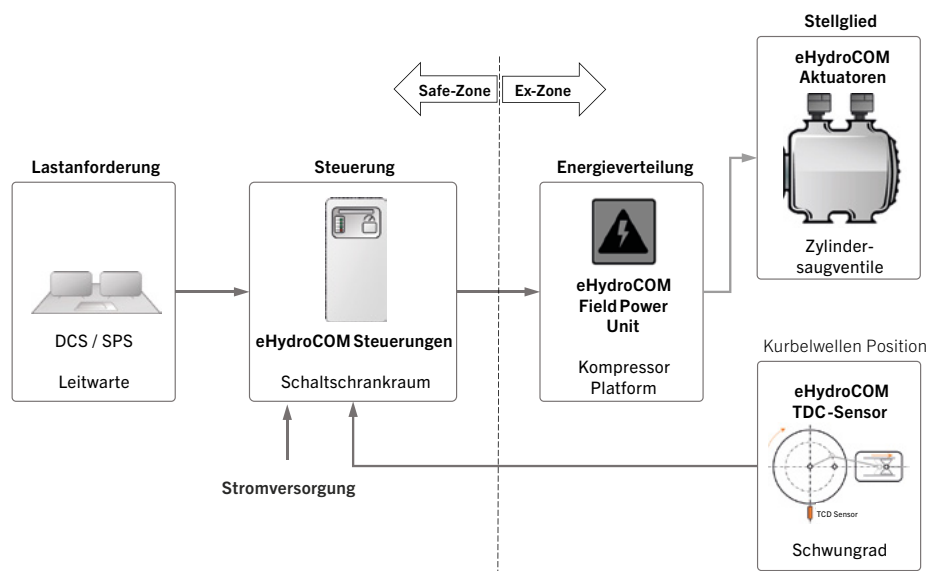 Stellglied
eHydroCOM
Aktuatoren
Zylinder-
saugventile
Safe-Zone
Ex-Zone
Lastanforderung
DCS / SPS
Leitwarte
Steuerung
eHydroCOM Steuerungen
Schaltschrankraum
Stromversorgung
Energieverteilung
eHydroCOM
Field Power
Unit
Kompressor
Platform
Kurbelwellen Position
eHydroCOM
TDC-Sensor
TCD Sensor
Schwungrad